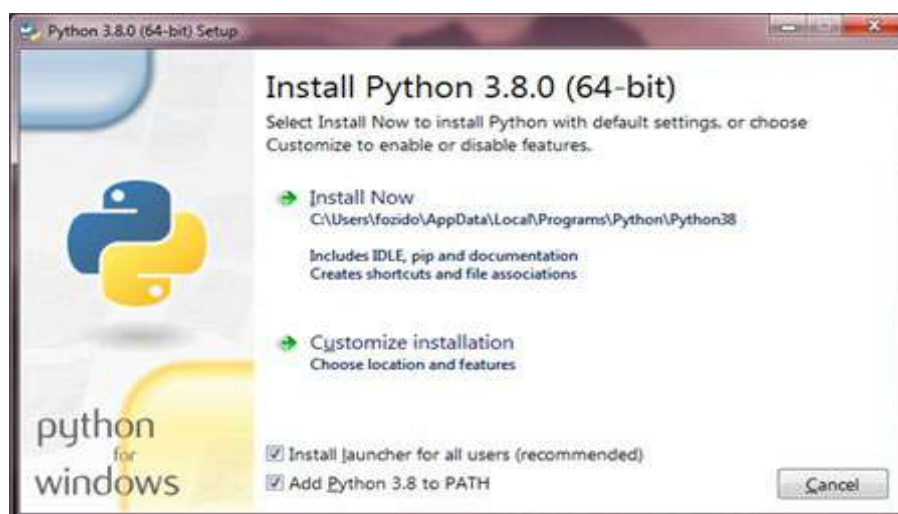 Python 3.8.0 (64-bit) Setup
Install Python 3.8.0 (64-bit)
Select Install Now to install Python with default settings, or choose
Customize to enable or disable features.
Install Now
C:\Users\fozido\AppData\Local\Programs\Python\Python38
Includes IDLE, pip and documentation
Creates shortcuts and file associations
Customize installation
Choose location and features
python
for
windows
Install launcher for all users (recommended)
Add Python 3.8 to PATH
Cancel